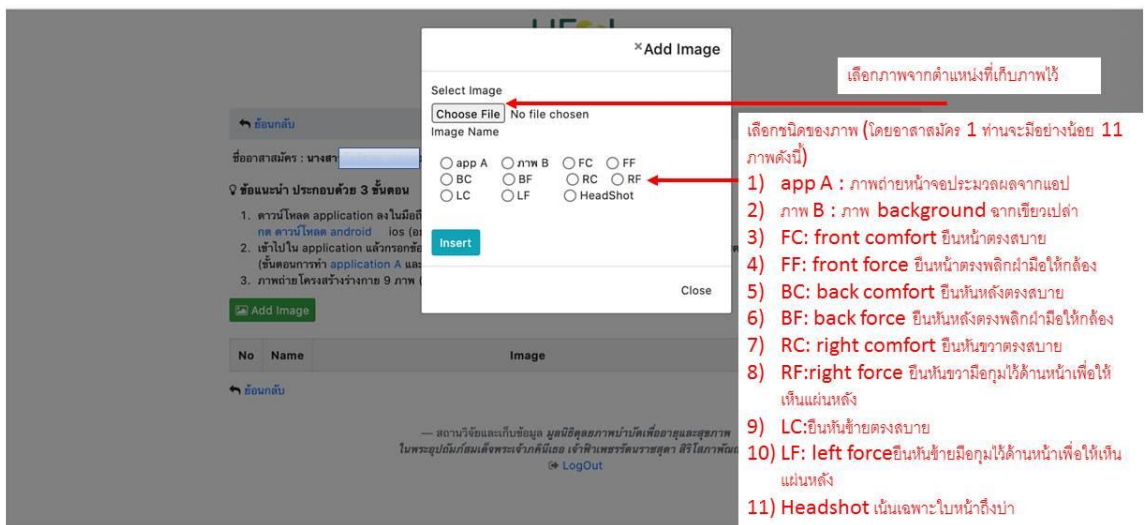 ×Add Image
เลือกภาพจากตำแหน่งที่เก็บภาพไว้
Select Image
Choose File No file chosen
Image Name
app A ภาพ B FC FF
BC BF RC RF
LC LF HeadShot
Insert
Close
ย้อนกลับ
ชื่ออาสาสมัคร : นางสา
ข้อแนะนำ ประกอบด้วย 3 ขั้นตอน
1. ดาวน์โหลด application ลงในมือถื
กด ดาวน์โหลด android ios
2. เข้าไปใน application แล้วกรอกข้อ
(ขั้นตอนการทำ application A และ
3. ภาพถ่ายโครงสร้างร่างกาย 9 ภาพ (
Add Image
No Name Image
ย้อนกลับ
— สถานวิจัยและเก็บข้อมูล มูลนิธิดุลยภาพบำบัดเพื่ออายุและสุขภาพ
ในพระอุปถัมภ์สมเด็จพระเจ้าภคินีเธอ เจ้าฟ้าเพชรรัตนราชสุดา สิริโสภาพัณ
LogOut
เลือกชนิดของภาพ (โดยอาสาสมัคร 1 ท่านจะมีอย่างน้อย 11
ภาพดังนี้)
1) app A : ภาพถ่ายหน้าจอประมวลผลจากแอป
2) ภาพ B : ภาพ background ฉากเขียวเปล่า
3) FC: front comfort ยืนหน้าตรงสบาย
4) FF: front force ยืนหน้าตรงพลิกฝ่ามือให้กล้อง
5) BC: back comfort ยืนหันหลังตรงสบาย
6) BF: back force ยืนหันหลังตรงพลิกฝ่ามือให้กล้อง
7) RC: right comfort ยืนหันขวาตรงสบาย
8) RF:right force ยืนหันขวามือกุมไว้ด้านหน้าเพื่อให้
เห็นแผ่นหลัง
9) LC:ยืนหันซ้ายตรงสบาย
10) LF: left forceยืนหันซ้ายมือกุมไว้ด้านหน้าเพื่อให้เห็น
แผ่นหลัง
11) Headshot เน้นเฉพาะใบหน้าถึงบ่า